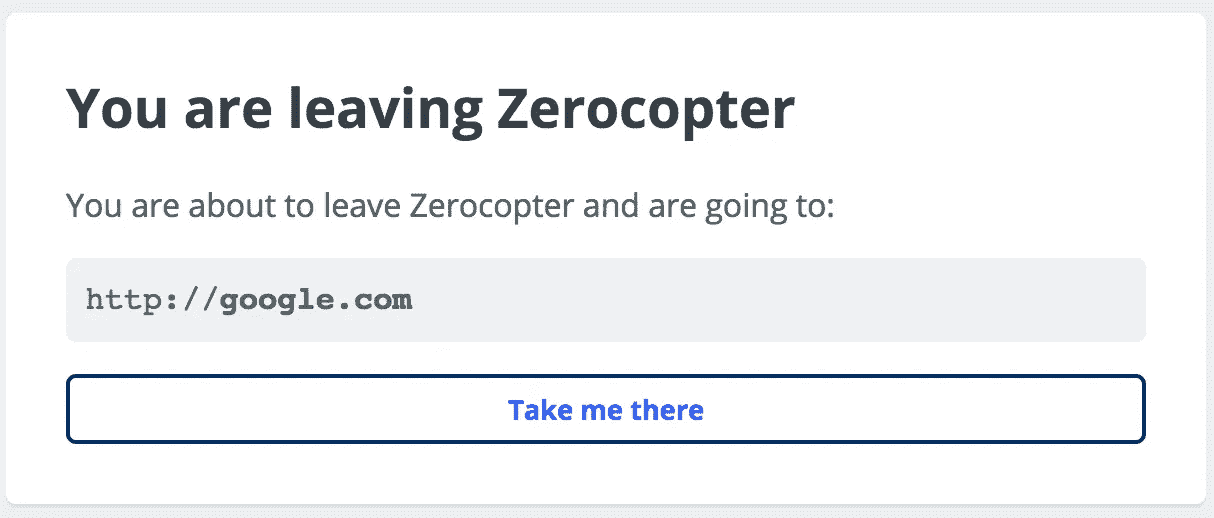 You are leaving Zerocopter
You are about to leave Zerocopter and are going to:
http://google.com
Take me there